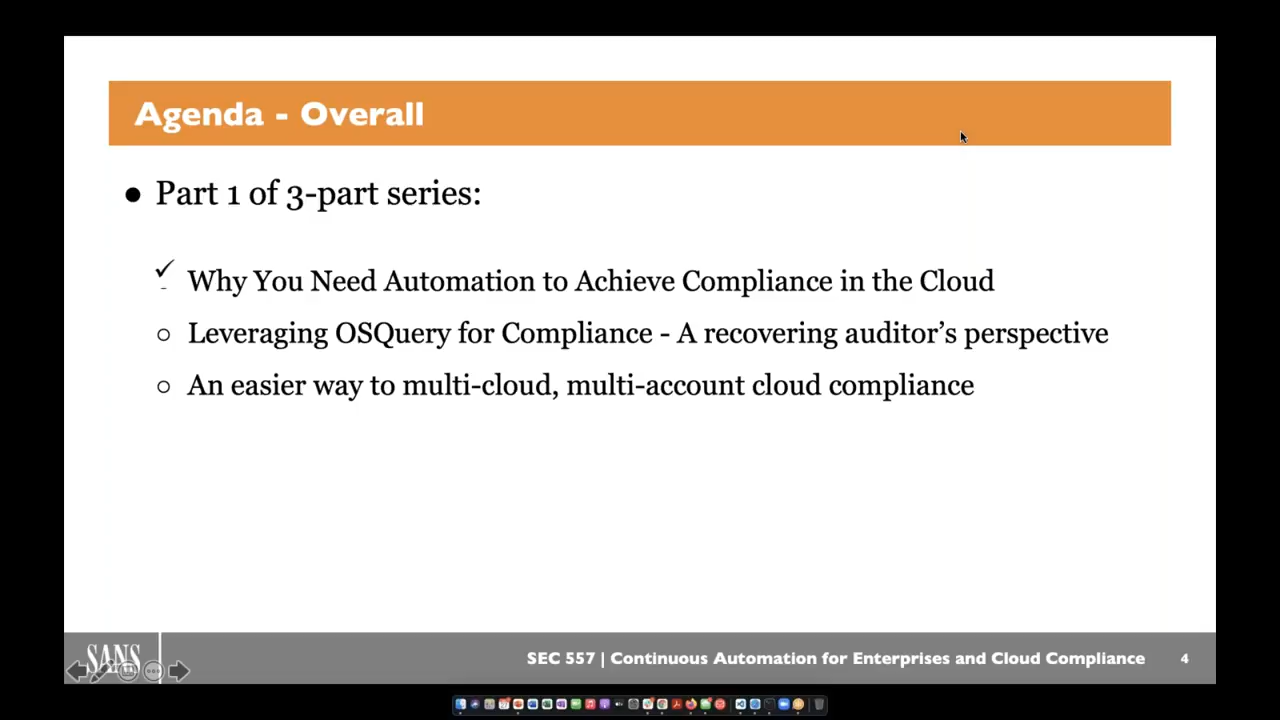 Agenda - Overall
● Part 1 of 3-part series:
✓ Why You Need Automation to Achieve Compliance in the Cloud
○ Leveraging OSQuery for Compliance - A recovering auditor’s perspective
○ An easier way to multi-cloud, multi-account cloud compliance
SANS
SEC 557 | Continuous Automation for Enterprises and Cloud Compliance
4